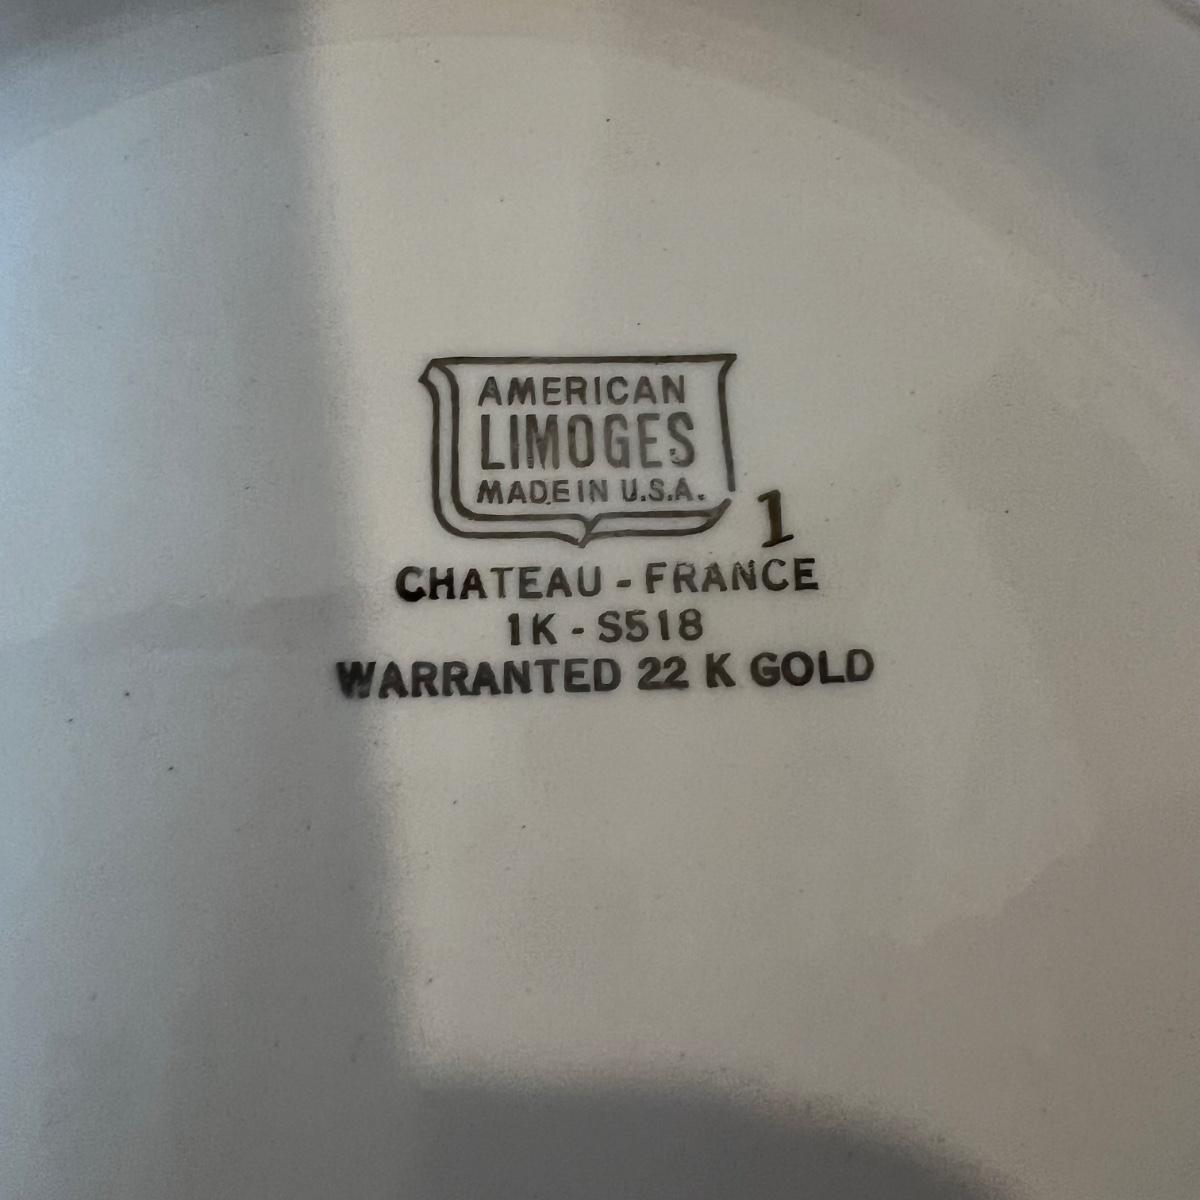 AMERICAN
LIMOGES
MADE IN U.S.A.
1
CHATEAU - FRANCE
1K - S518
WARRANTED 22 K GOLD